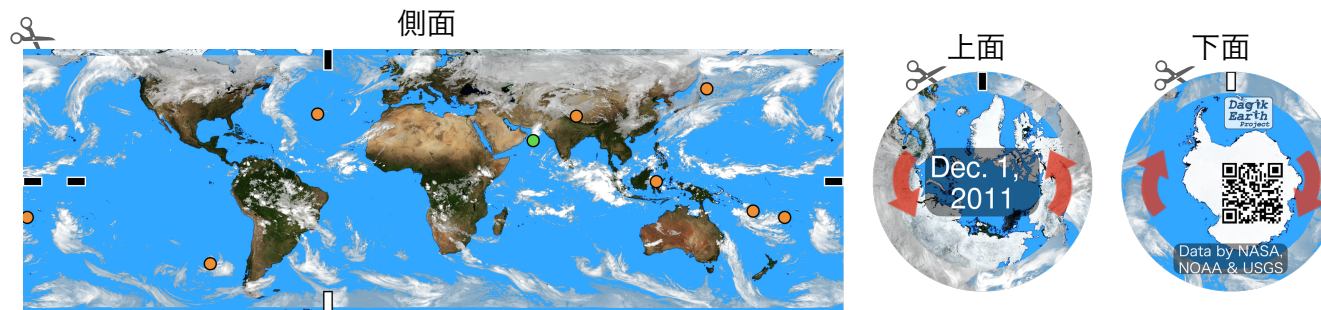 側面
上面
下面
Dec. 1,
2011
Dagik
Earth
Project
Data by NASA,
NOAA & USGS